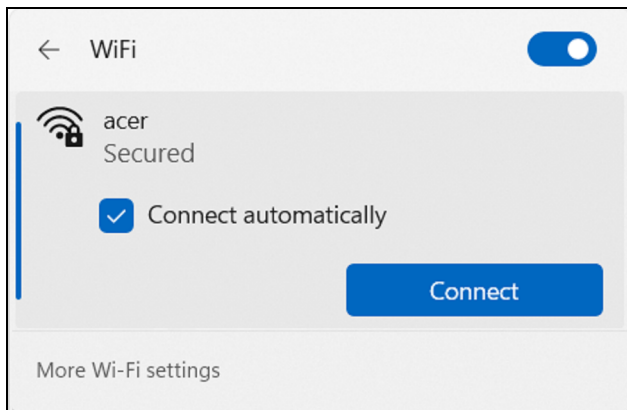 WiFi
acer
Secured
Connect automatically
Connect
More Wi-Fi settings